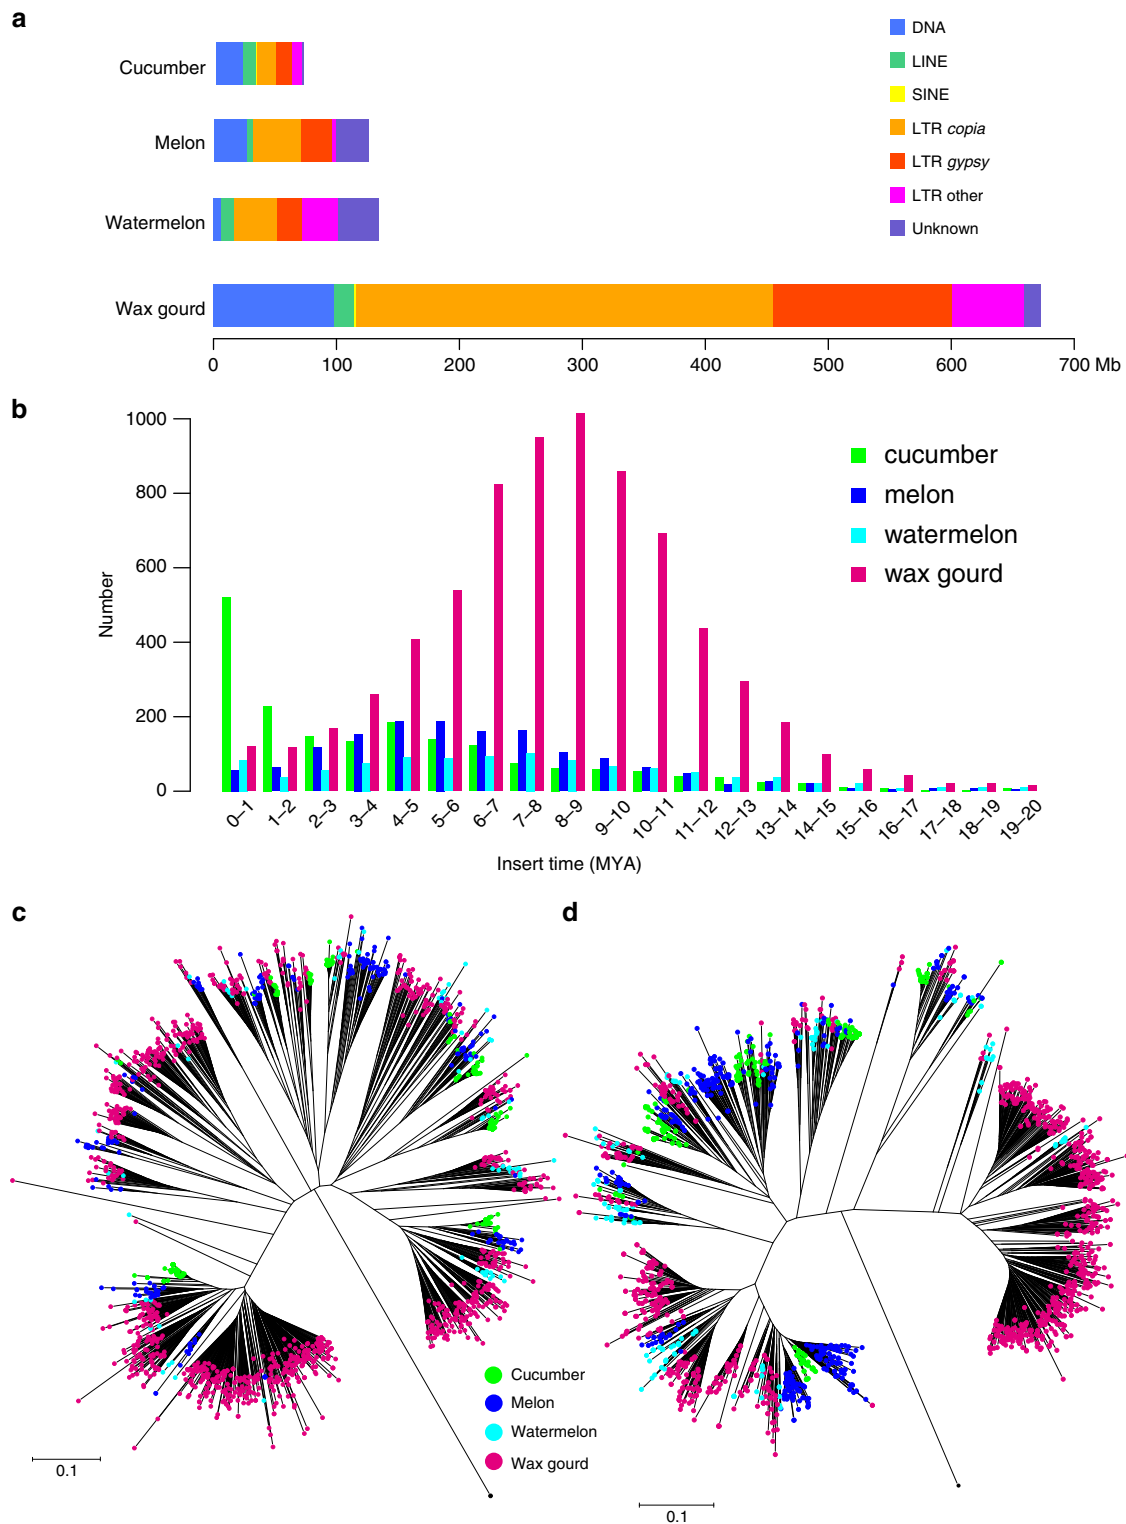 a
Cucumber
Melon
Watermelon
Wax gourd
0 100 200 300 400 500 600 700 Mb
DNA
LINE
SINE
LTR copia
LTR gypsy
LTR other
Unknown
b
Number
1000
800
600
400
200
0
0–1 1–2 2–3 3–4 4–5 5–6 6–7 7–8 8–9 9–10 10–11 11–12 12–13 13–14 14–15 15–16 16–17 17–18 18–19 19–20
Insert time (MYA)
cucumber
melon
watermelon
wax gourd
c
0.1
Cucumber
Melon
Watermelon
Wax gourd
d
0.1